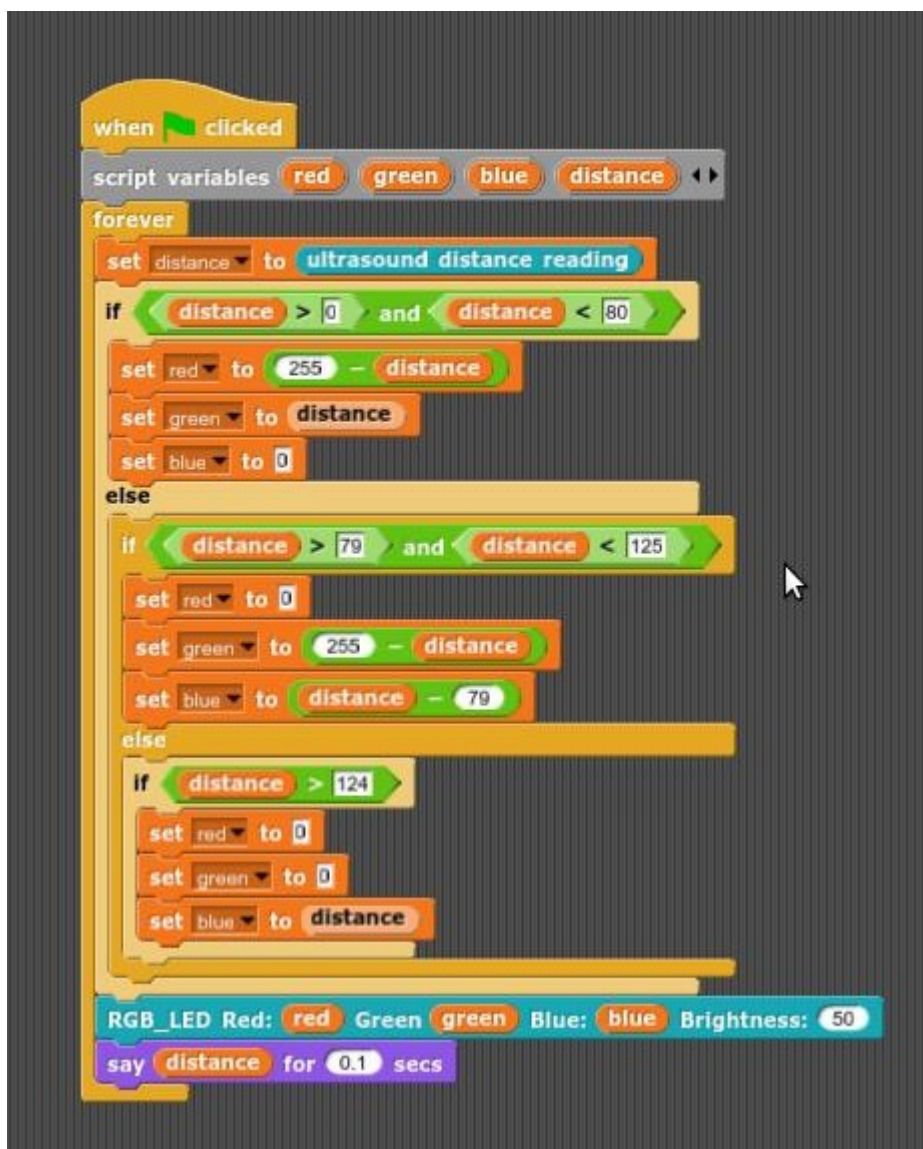 when clicked
script variables red green blue distance
forever
set distance to ultrasound distance reading
if distance > 0 and distance < 80
set red to 255 - distance
set green to distance
set blue to 0
else
if distance > 79 and distance < 125
set red to 0
set green to 255 - distance
set blue to distance - 79
else
if distance > 124
set red to 0
set green to 0
set blue to distance
RGB_LED Red: red Green green Blue: blue Brightness: 50
say distance for 0.1 secs